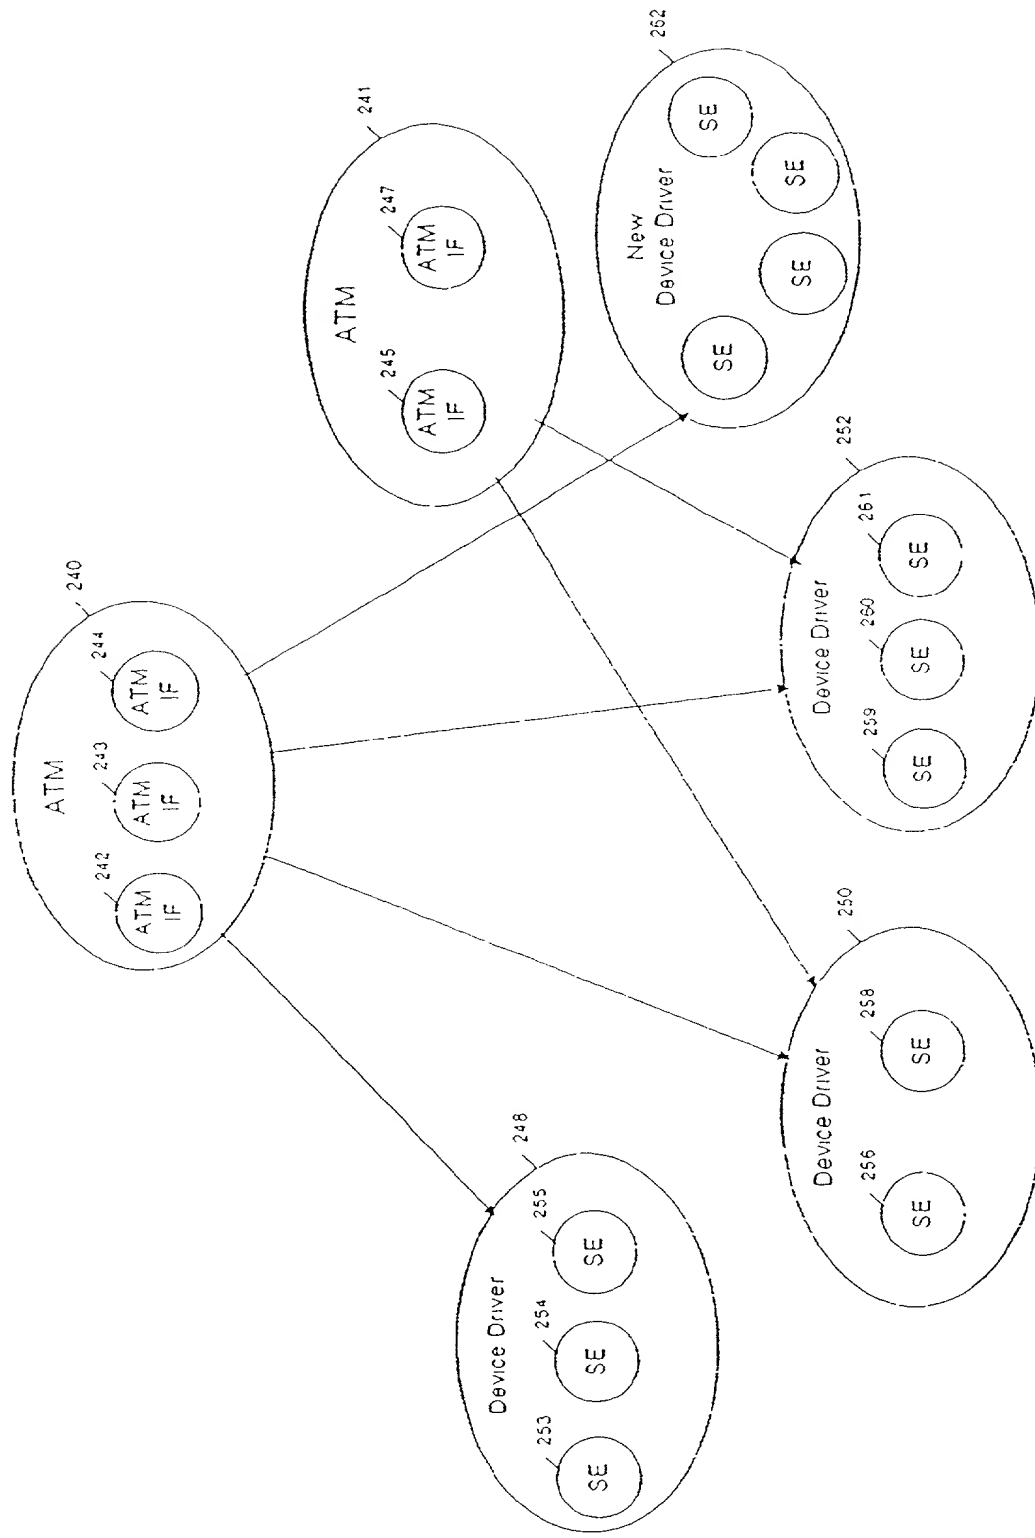 240
ATM
242
ATM
IF
243
ATM
IF
244
ATM
IF
241
ATM
245
ATM
IF
247
ATM
IF
248
Device Driver
253
SE
254
SE
255
SE
250
Device Driver
256
SE
258
SE
252
Device Driver
259
SE
260
SE
261
SE
262
New
Device Driver
SE
SE
SE
SE